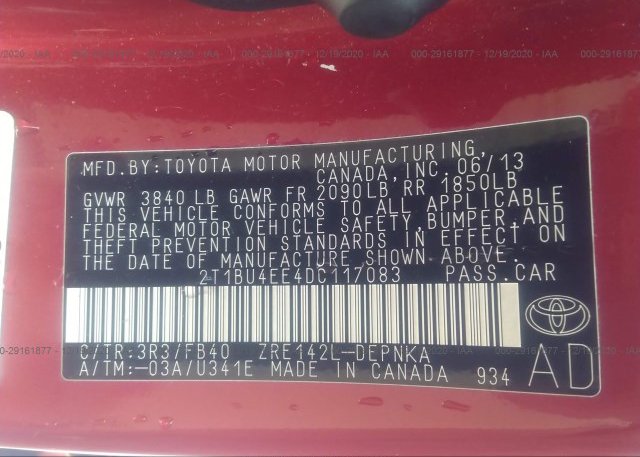 000-29161877 - 12/19/2020 - IAA
MFD.BY:TOYOTA MOTOR MANUFACTURING,
CANADA,INC. 06/13
GVWR 3840 LB GAWR FR 2090LB, RR 1850LB
THIS VEHICLE CONFORMS TO ALL APPLICABLE
FEDERAL MOTOR VEHICLE SAFETY,BUMPER,AND
THEFT PREVENTION STANDARDS IN EFFECT ON
THE DATE OF MANUFACTURE SHOWN ABOVE.
2T1BU4EE4DC117083 PASS.CAR
C/TR:3R3/FB40 ZRE142L-DEPNKA
A/TM:-03A/U341E MADE IN CANADA 934
AD